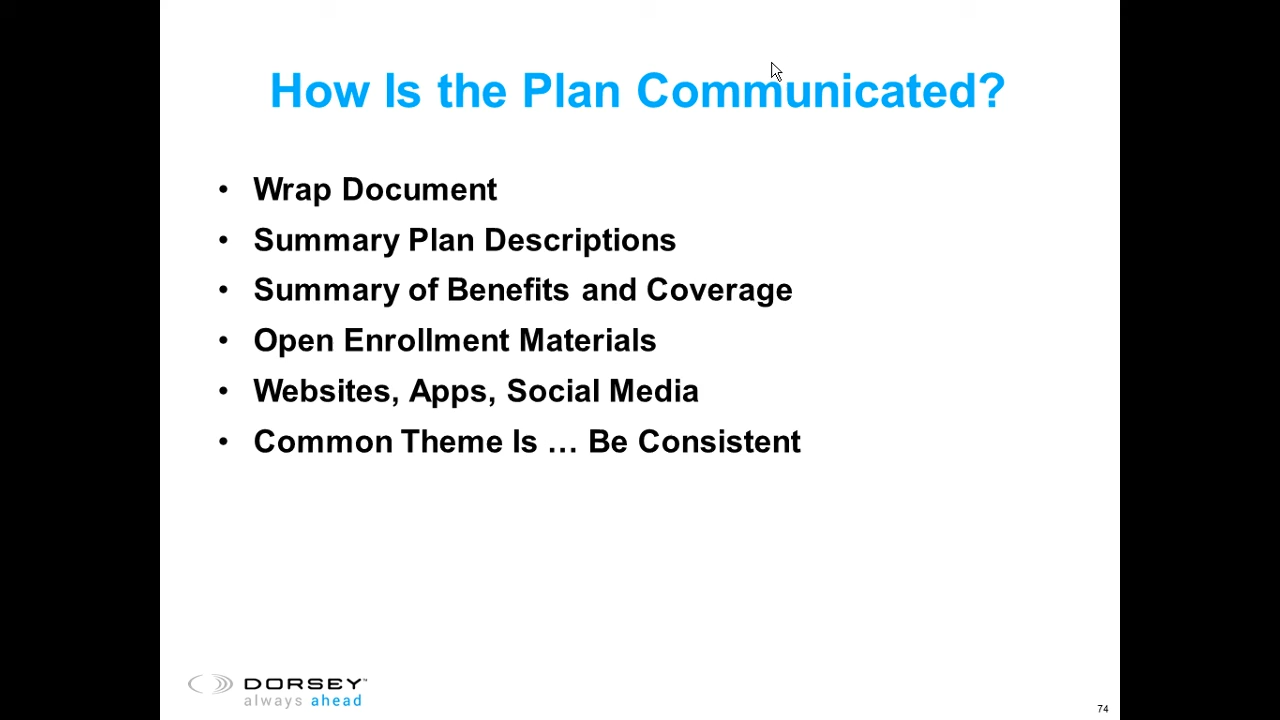 How Is the Plan Communicated?
• Wrap Document
• Summary Plan Descriptions
• Summary of Benefits and Coverage
• Open Enrollment Materials
• Websites, Apps, Social Media
• Common Theme Is … Be Consistent
DORSEY™
always ahead
74